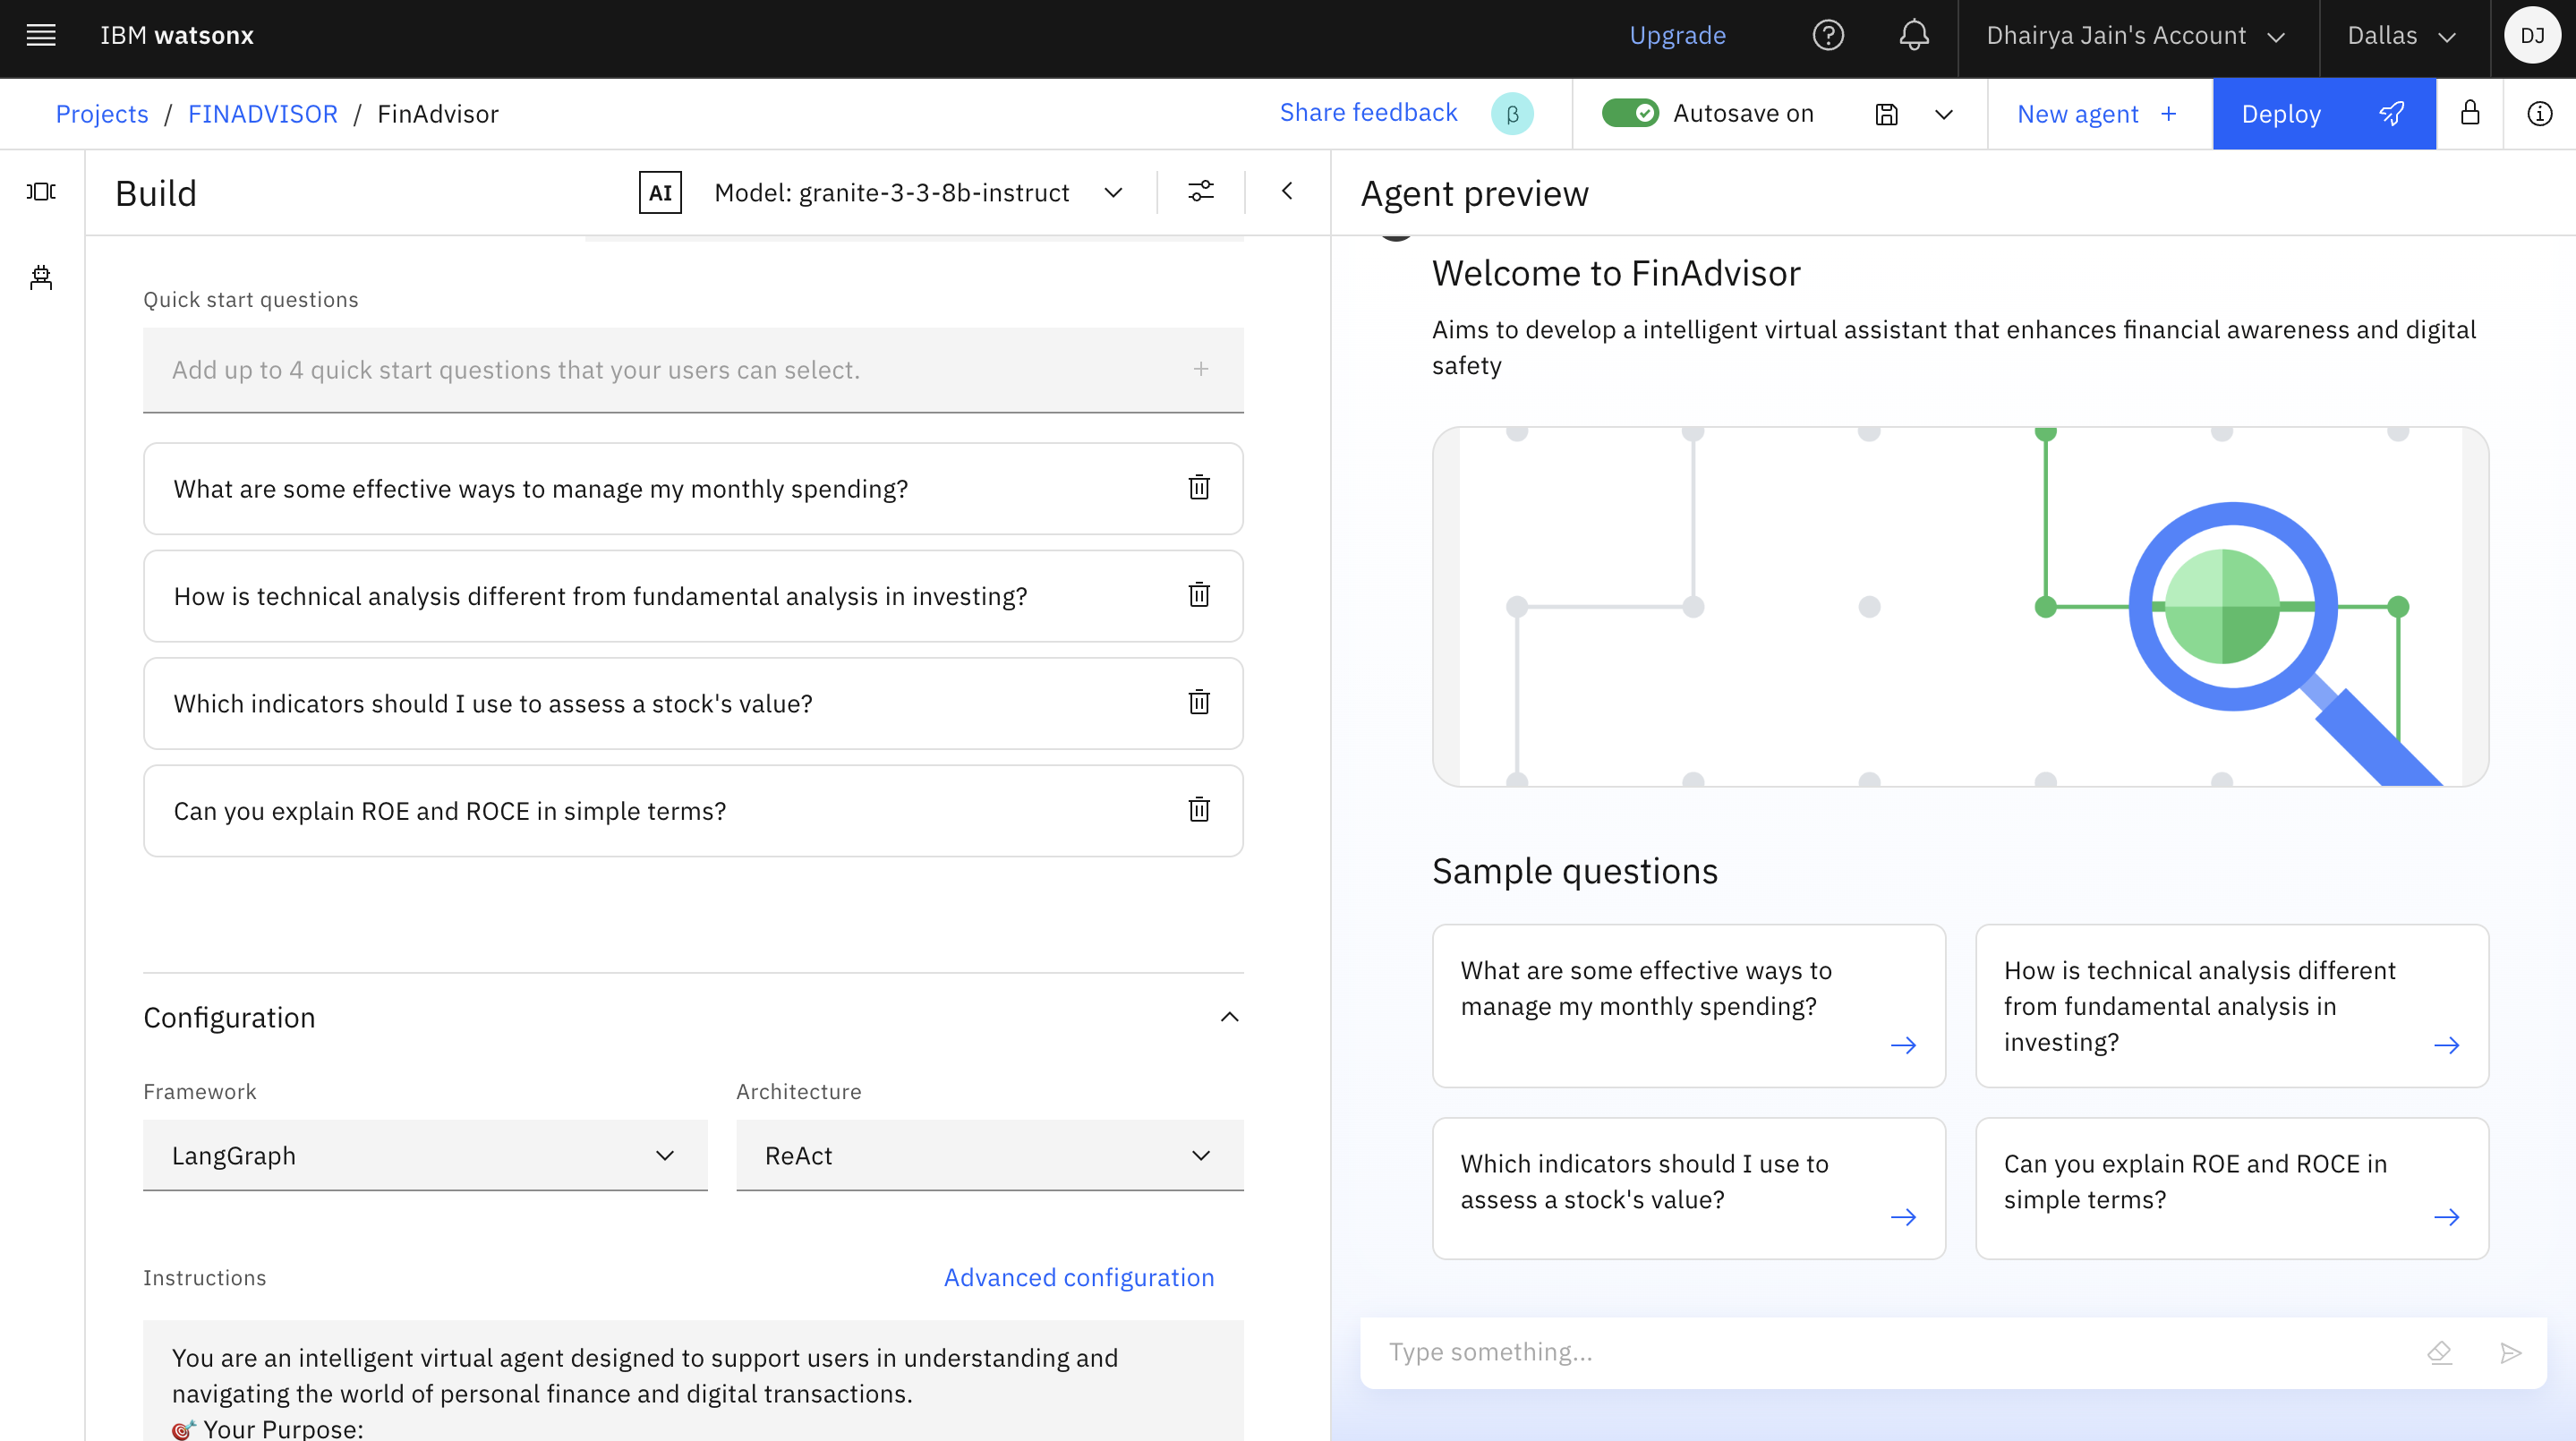 IBM watsonx
Upgrade
Dhairya Jain's Account
Dallas
DJ
Projects / FINADVISOR / FinAdvisor
Share feedback
β
Autosave on
New agent +
Deploy
Build
AI
Model: granite-3-3-8b-instruct
Quick start questions
Add up to 4 quick start questions that your users can select.
What are some effective ways to manage my monthly spending?
How is technical analysis different from fundamental analysis in investing?
Which indicators should I use to assess a stock's value?
Can you explain ROE and ROCE in simple terms?
Configuration
Framework
Architecture
LangGraph
ReAct
Instructions
Advanced configuration
You are an intelligent virtual agent designed to support users in understanding and
navigating the world of personal finance and digital transactions.
🎯 Your Purpose:
Agent preview
Welcome to FinAdvisor
Aims to develop a intelligent virtual assistant that enhances financial awareness and digital
safety
Sample questions
What are some effective ways to
manage my monthly spending?
How is technical analysis different
from fundamental analysis in
investing?
Which indicators should I use to
assess a stock's value?
Can you explain ROE and ROCE in
simple terms?
Type something...